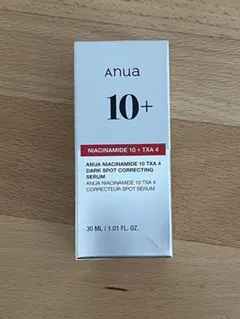 Anua
10+
NIACINAMIDE 10 + TXA 4
ANUA NIACINAMIDE 10 TXA 4
DARK SPOT CORRECTING
SERUM
ANUA NIACINAMIDE 10 TXA 4
CORRECTEUR SPOT SERUM
30 ML / 1.01 FL. OZ.